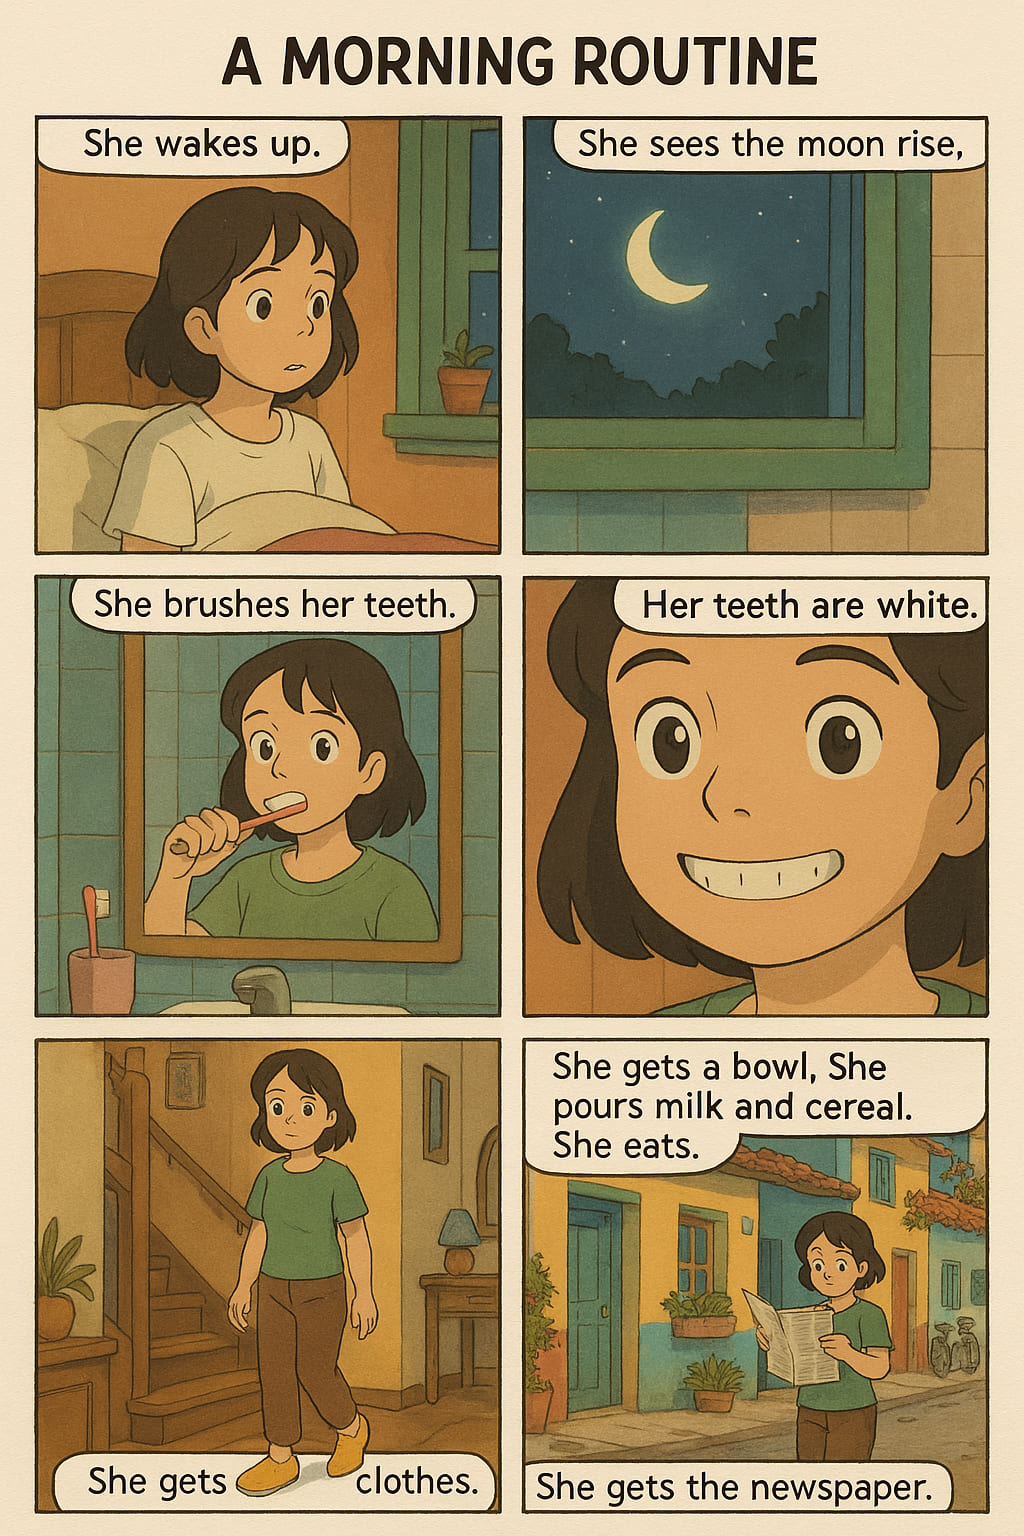 A MORNING ROUTINE
She wakes up.
She sees the moon rise,
She brushes her teeth.
Her teeth are white.
She gets clothes.
She gets a bowl, She
pours milk and cereal.
She eats.
She gets the newspaper.